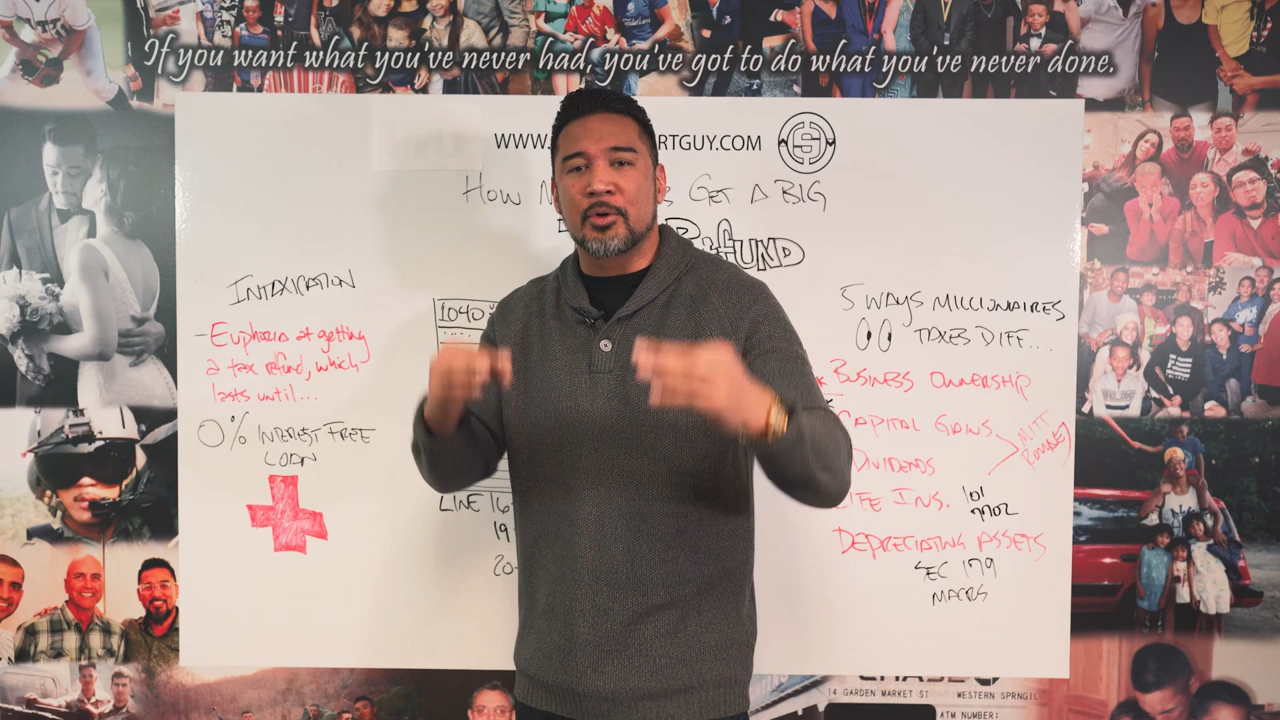 If you want what you've never had, you've got to do what you've never done.
WWW. RTGUY.COM
HOW GET A BIG
REFUND
INTAXICATION
- Euphoria of getting
a tax refund, which
lasts until...
0% INTEREST FREE
LOAN
1040
LINE 16
19
20
5 WAYS MILLIONAIRES
TAXES DIFF...
BUSINESS OWNERSHIP
CAPITAL GAINS
DIVIDENDS
MITT
ROMNEY
LIFE INS. 101
7702
DEPRECIATING ASSETS
SEC 179
MACRS
CHASE
14 GARDEN MARKET ST WESTERN SPRNGIL
ATM NUMBER: